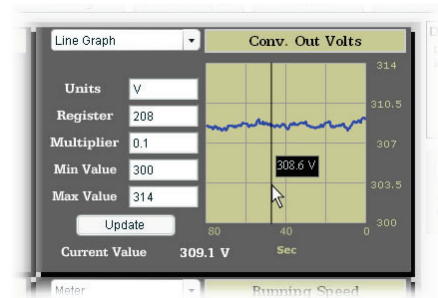 Line Graph
Conv. Out Volts
Units V
Register 208
Multiplier 0.1
Min Value 300
Max Value 314
Update
Current Value 309.1 V
314
310.5
307
303.5
300
308.6 V
80 40 0
Sec
Meter
Running Speed